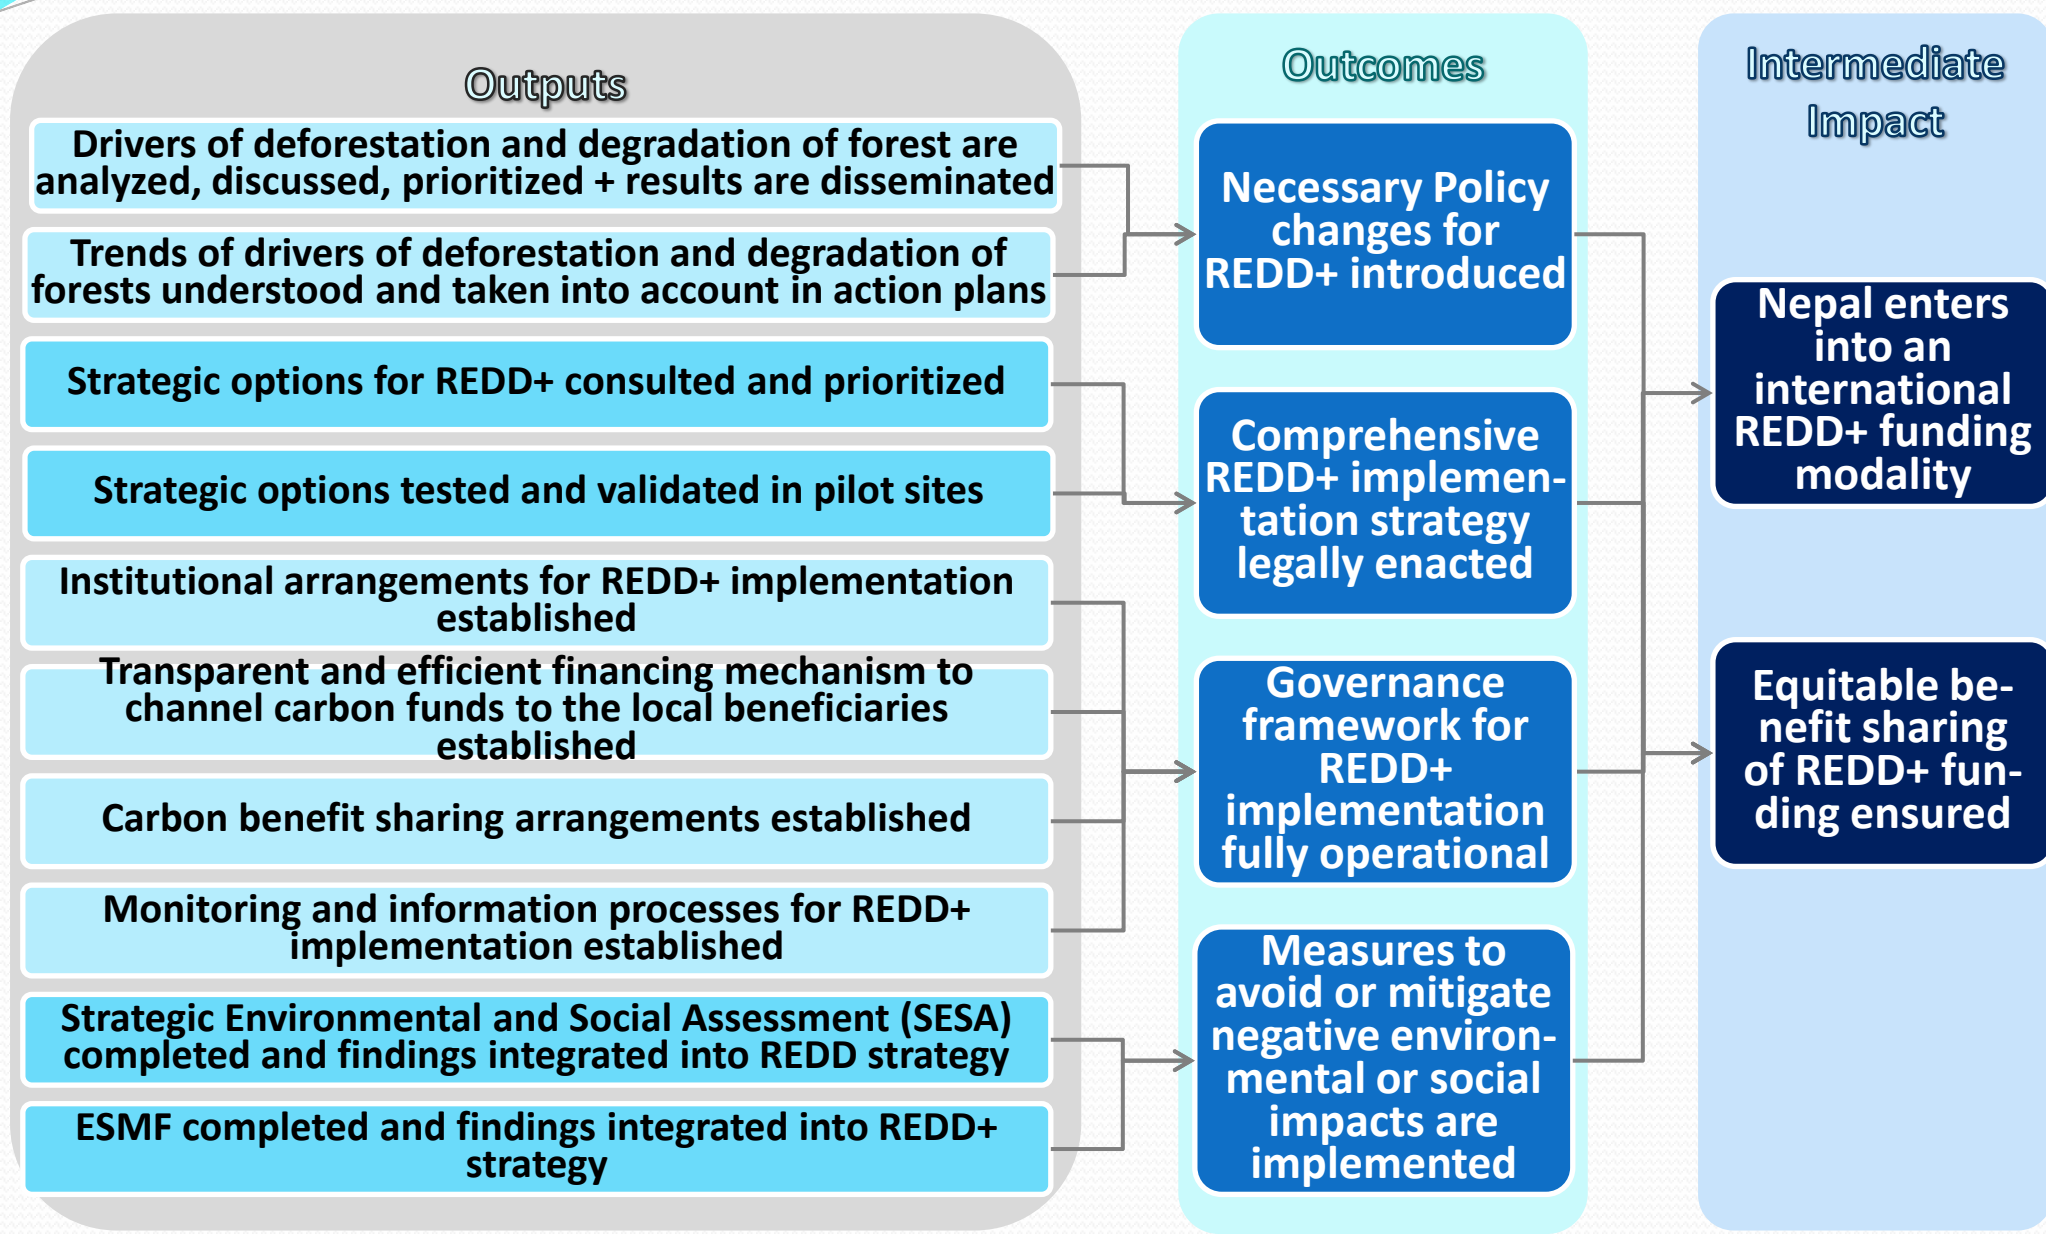 Outputs
Drivers of deforestation and degradation of forest are
analyzed, discussed, prioritized + results are disseminated
Trends of drivers of deforestation and degradation of
forests understood and taken into account in action plans
Strategic options for REDD+ consulted and prioritized
Strategic options tested and validated in pilot sites
Institutional arrangements for REDD+ implementation
established
Transparent and efficient financing mechanism to
channel carbon funds to the local beneficiaries
established
Carbon benefit sharing arrangements established
Monitoring and information processes for REDD+
implementation established
Strategic Environmental and Social Assessment (SESA)
completed and findings integrated into REDD strategy
ESMF completed and findings integrated into REDD+
strategy
Outcomes
Necessary Policy
changes for
REDD+ introduced
Comprehensive
REDD+ implemen-
tation strategy
legally enacted
Governance
framework for
REDD+
implementation
fully operational
Measures to
avoid or mitigate
negative environ-
mental or social
impacts are
implemented
Intermediate
Impact
Nepal enters
into an
international
REDD+ funding
modality
Equitable be-
nefit sharing
of REDD+ fun-
ding ensured